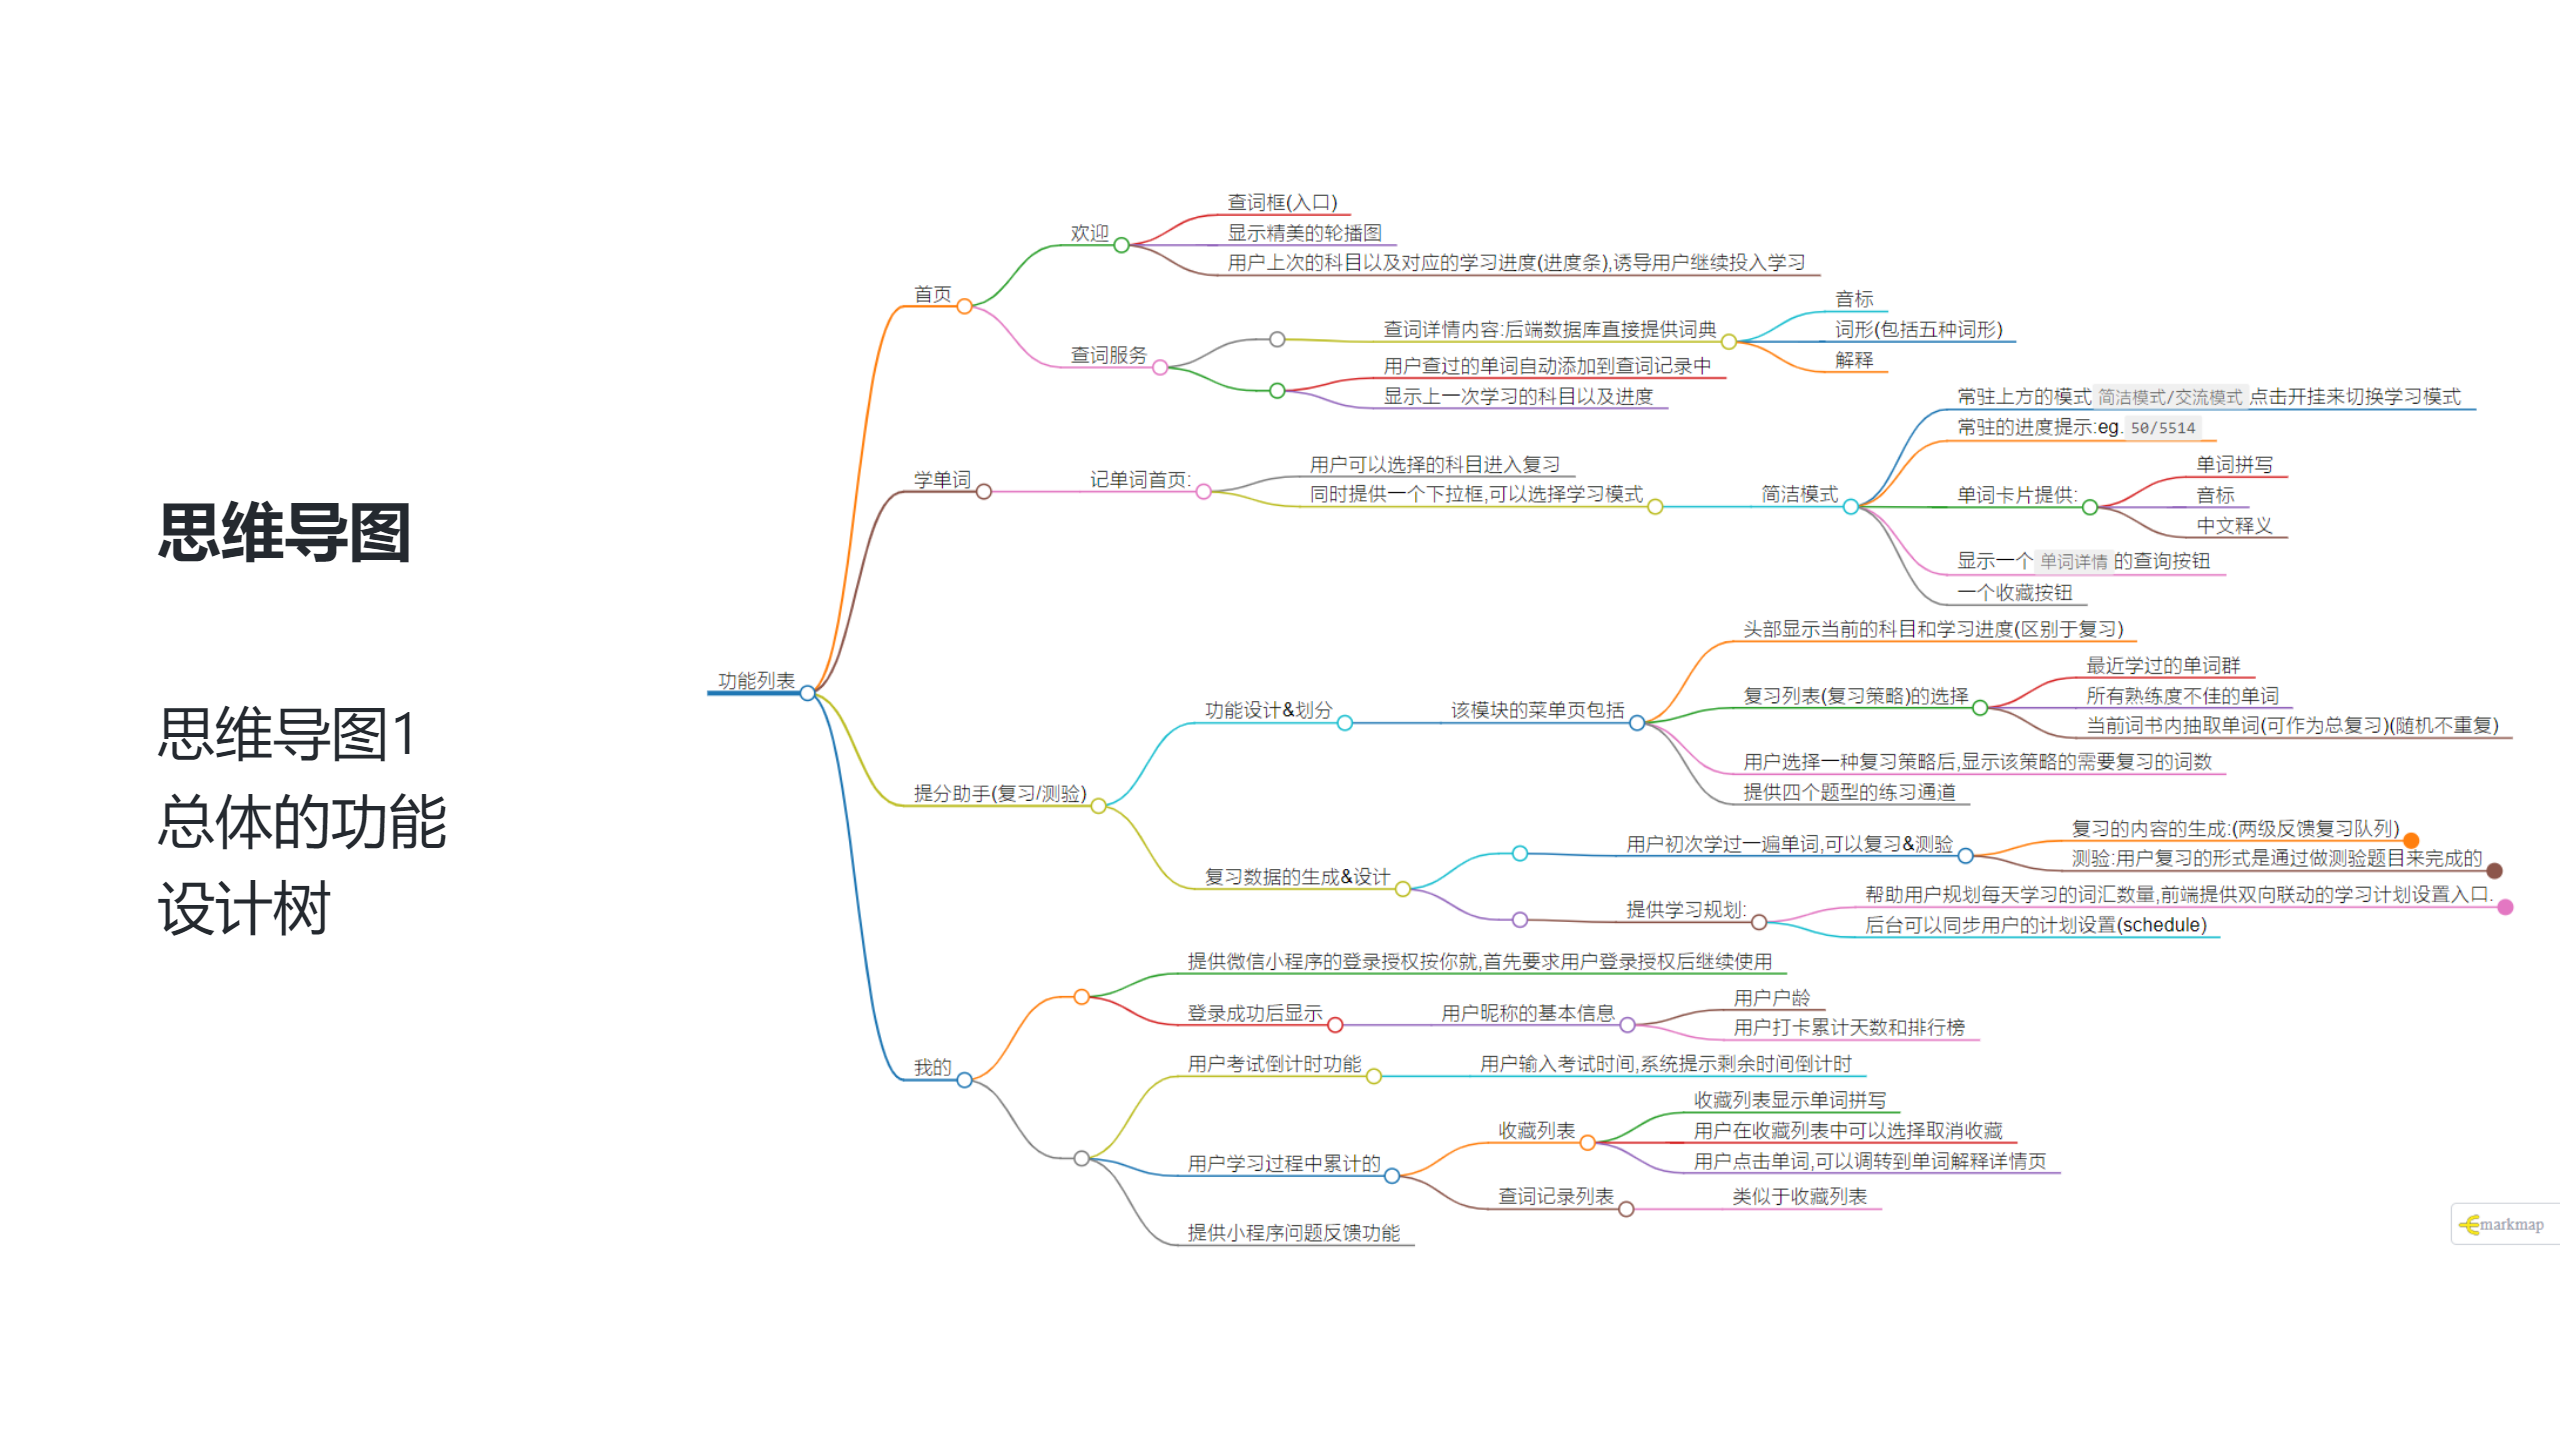 思维导图
思维导图1
总体的功能
设计树
功能列表
首页
欢迎
查词框(入口)
显示精美的轮播图
用户上次的科目以及对应的学习进度(进度条),诱导用户继续投入学习
查词服务
查词详情内容:后端数据库直接提供词典
音标
词形(包括五种词形)
解释
用户查过的单词自动添加到查词记录中
显示上一次学习的科目以及进度
学单词
记单词首页:
用户可以选择的科目进入复习
同时提供一个下拉框,可以选择学习模式
简洁模式
常驻上方的模式 简洁模式/交流模式 点击开挂来切换学习模式
常驻的进度提示:eg. 50/5514
单词卡片提供:
单词拼写
音标
中文释义
显示一个 单词详情 的查询按钮
一个收藏按钮
提分助手(复习/测验)
功能设计&划分
该模块的菜单页包括
头部显示当前的科目和学习进度(区别于复习)
复习列表(复习策略)的选择
最近学过的单词群
所有熟练度不佳的单词
当前词书内抽取单词(可作为总复习)(随机不重复)
用户选择一种复习策略后,显示该策略的需要复习的词数
提供四个题型的练习通道
复习数据的生成&设计
用户初次学过一遍单词,可以复习&测验
复习的内容的生成:(两级反馈复习队列)
测验:用户复习的形式是通过做测验题目来完成的
提供学习规划:
帮助用户规划每天学习的词汇数量,前端提供双向联动的学习计划设置入口.
后台可以同步用户的计划设置(schedule)
我的
提供微信小程序的登录授权按你就,首先要求用户登录授权后继续使用
登录成功后显示
用户昵称的基本信息
用户户龄
用户打卡累计天数和排行榜
用户考试倒计时功能
用户输入考试时间,系统提示剩余时间倒计时
用户学习过程中累计的
收藏列表
收藏列表显示单词拼写
用户在收藏列表中可以选择取消收藏
用户点击单词,可以调转到单词解释详情页
查词记录列表
类似于收藏列表
提供小程序问题反馈功能
markmap